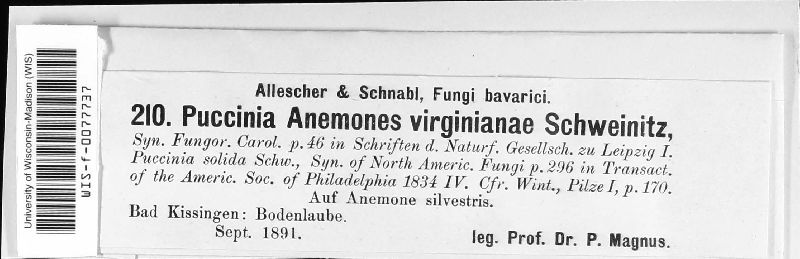 University of Wisconsin-Madison (WIS)
WIS-f-0077737
Allescher & Schnabl, Fungi bavarici.
210. Puccinia Anemones virginianae Schweinitz,
Syn. Fungor. Carol. p. 46 in Schriften d. Naturf. Gesellsch. zu Leipzig I.
Puccinia solida Schw., Syn. of North Americ. Fungi p. 296 in Transact.
of the Americ. Soc. of Philadelphia 1834 IV. Cfr. Wint., Pilze I, p. 170.
Auf Anemone silvestris.
Bad Kissingen: Bodenlaube.
Sept. 1891.
leg. Prof. Dr. P. Magnus.